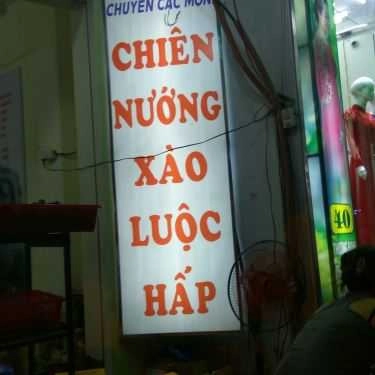 CHUYÊN CÁC MÓN
CHIÊN
NƯỚNG
XÀO
LUỘC
HẤP
40